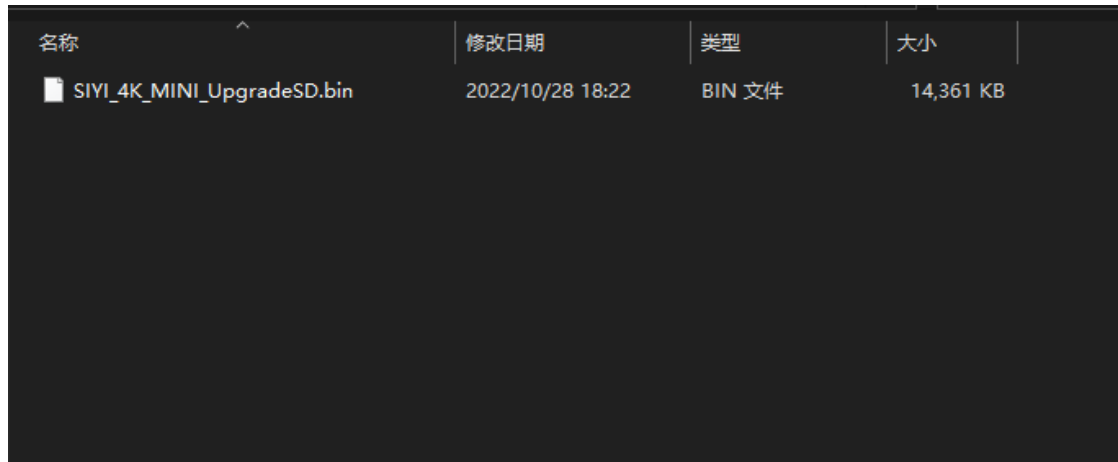 名称 修改日期 类型 大小
SIYI_4K_MINI_UpgradeSD.bin 2022/10/28 18:22 BIN 文件 14,361 KB